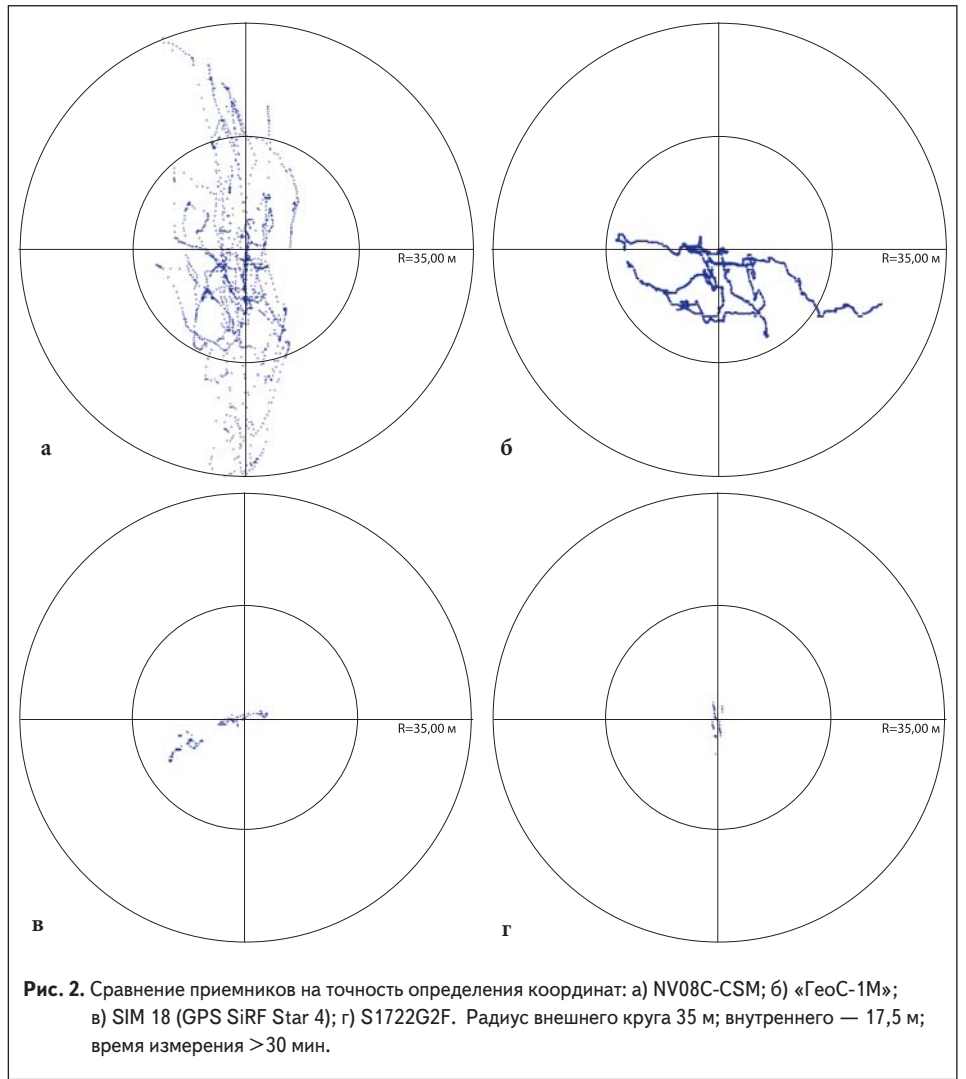 R=35,00 м
R=35,00 м
а
б
R=35,00 м
R=35,00 м
в
г
Рис. 2. Сравнение приемников на точность определения координат: а) NV08C-CSM; б) «ГеоС-1М»;
в) SIM 18 (GPS SiRF Star 4); г) S1722G2F. Радиус внешнего круга 35 м; внутреннего — 17,5 м;
время измерения >30 мин.